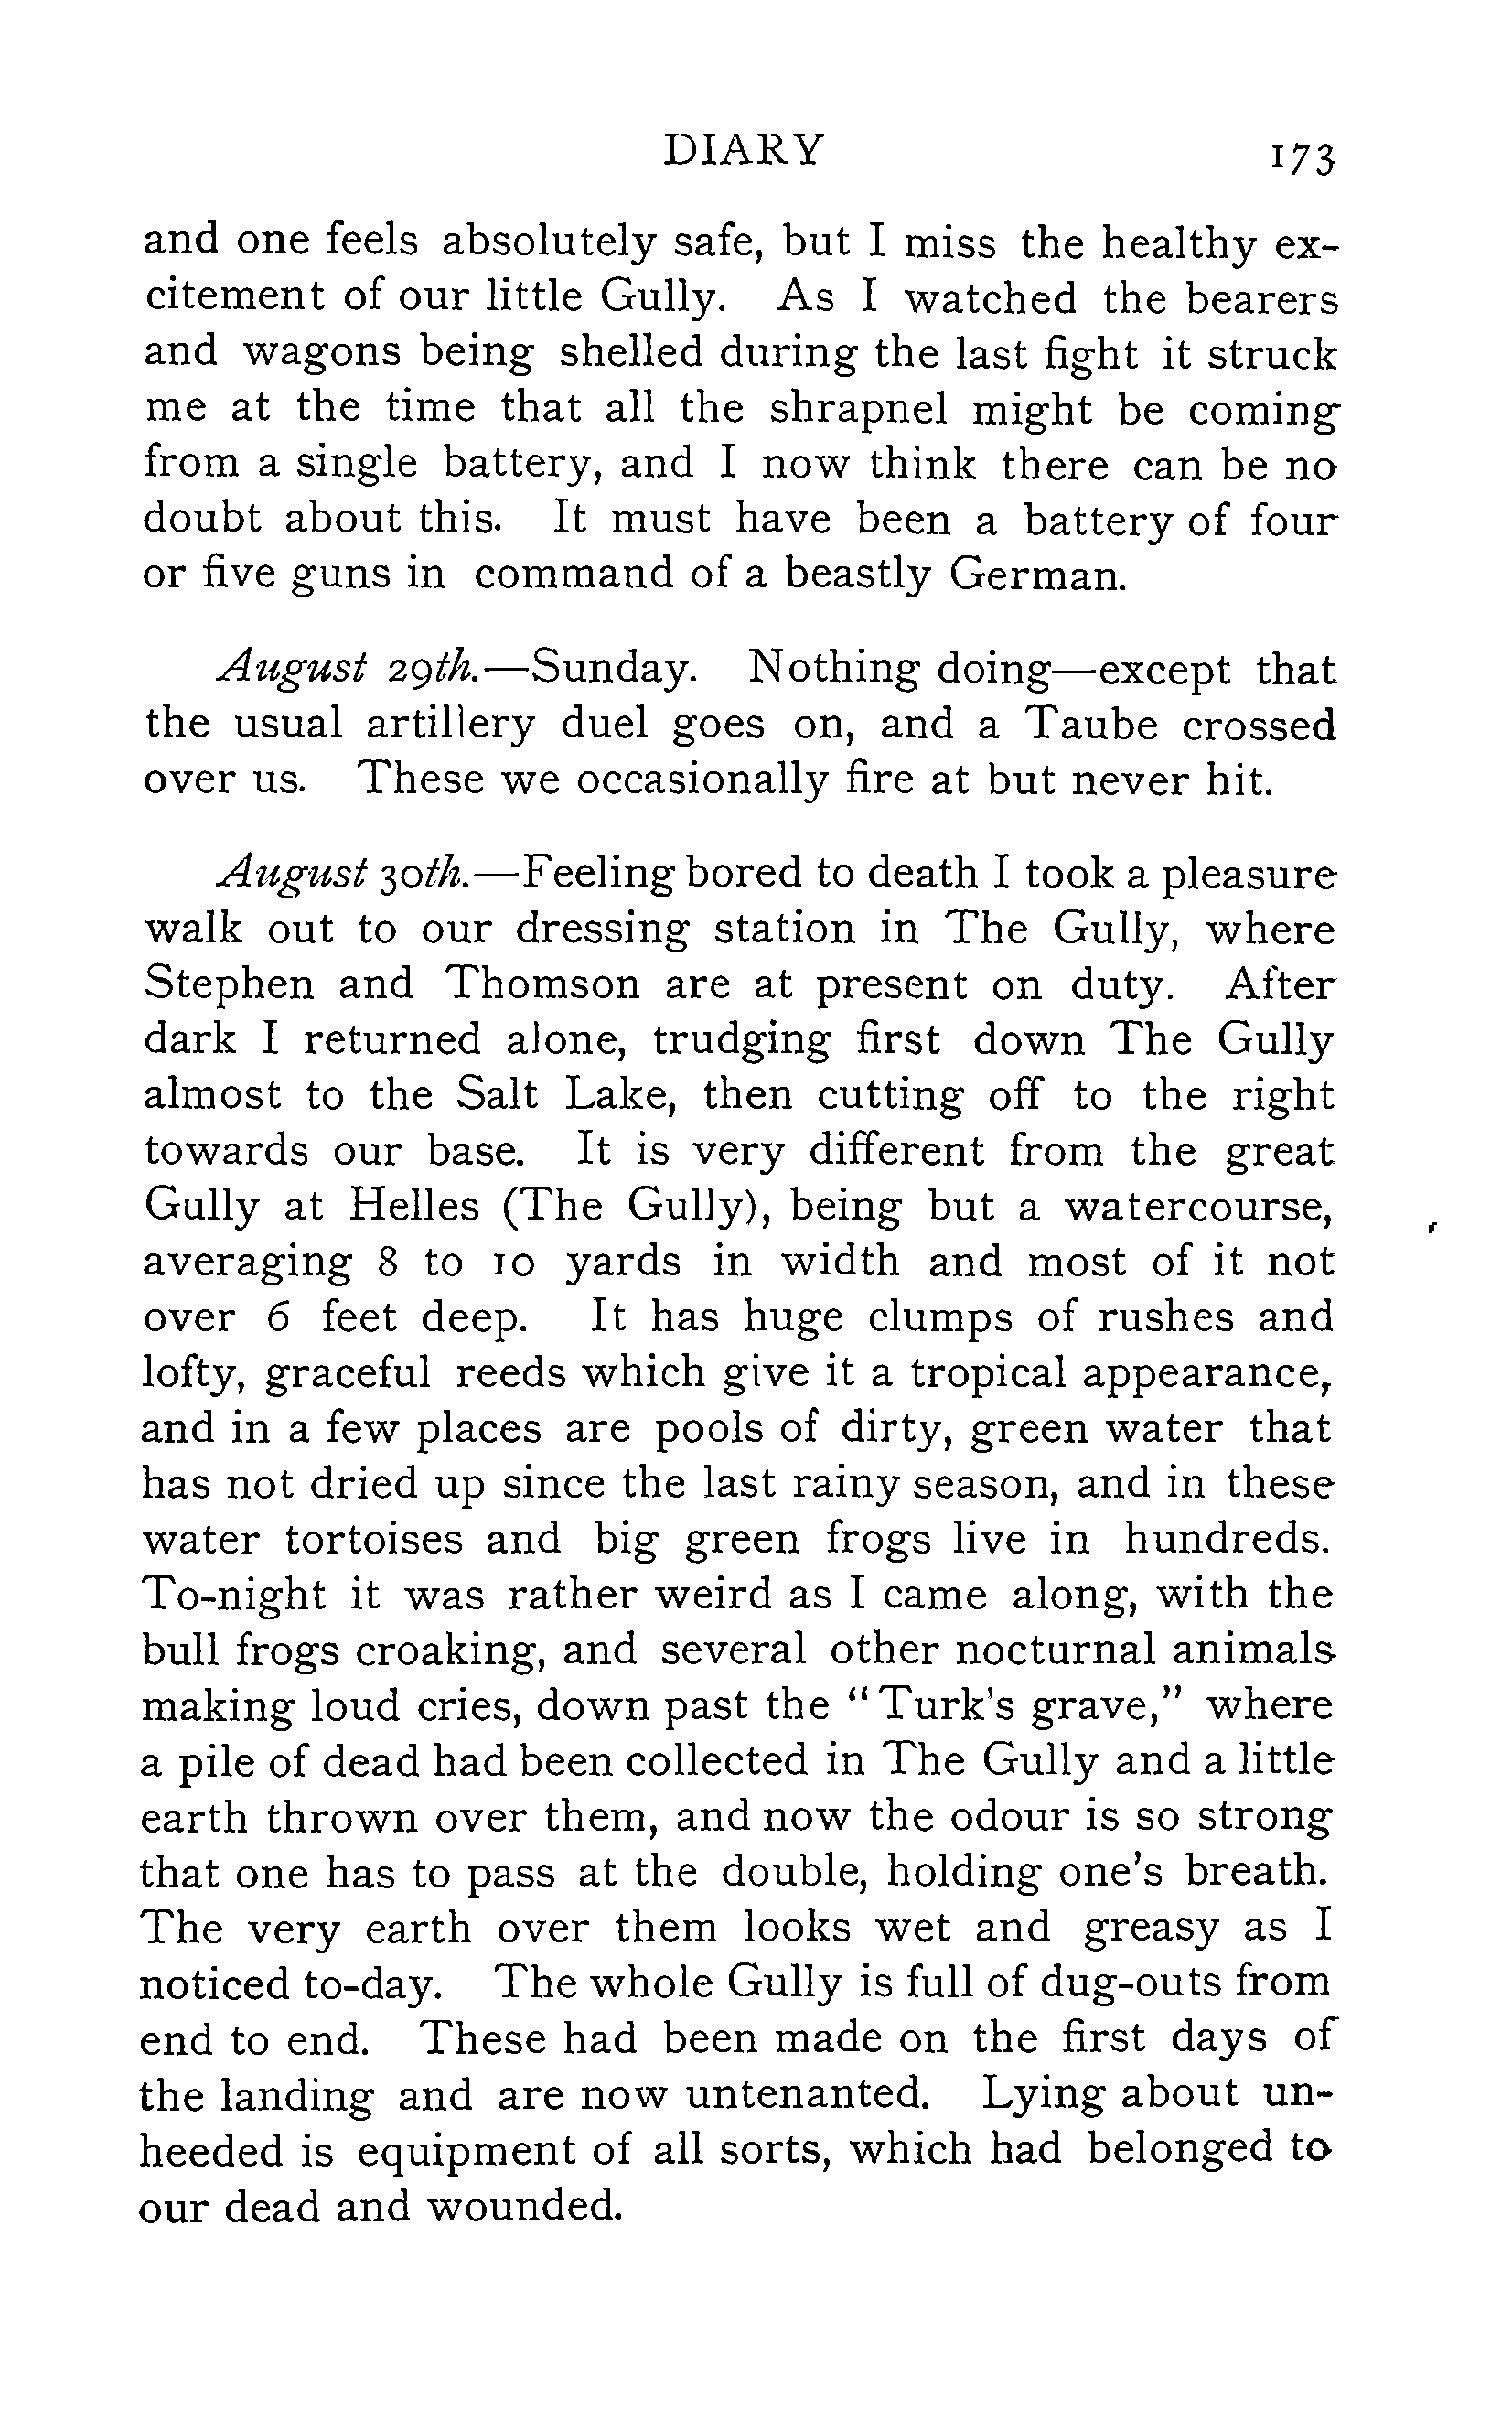 DIARY 173
and one feels absolutely safe, but I miss the healthy ex-
citement of our little Gully. As I watched the bearers
and wagons being shelled during the last fight it struck
me at the time that all the shrapnel might be coming
from a single battery, and I now think there can be no
doubt about this. It must have been a battery of four
or five guns in command of a beastly German.
August 29th.—Sunday. Nothing doing—except that
the usual artillery duel goes on, and a Taube crossed
over us. These we occasionally fire at but never hit.
August 30th.—Feeling bored to death I took a pleasure
walk out to our dressing station in The Gully, where
Stephen and Thomson are at present on duty. After
dark I returned alone, trudging first down The Gully
almost to the Salt Lake, then cutting off to the right
towards our base. It is very different from the great
Gully at Helles (The Gully), being but a watercourse,
averaging 8 to 10 yards in width and most of it not
over 6 feet deep. It has huge clumps of rushes and
lofty, graceful reeds which give it a tropical appearance,
and in a few places are pools of dirty, green water that
has not dried up since the last rainy season, and in these
water tortoises and big green frogs live in hundreds.
To-night it was rather weird as I came along, with the
bull frogs croaking, and several other nocturnal animals
making loud cries, down past the “Turk’s grave,” where
a pile of dead had been collected in The Gully and a little
earth thrown over them, and now the odour is so strong
that one has to pass at the double, holding one’s breath.
The very earth over them looks wet and greasy as I
noticed to-day. The whole Gully is full of dug-outs from
end to end. These had been made on the first days of
the landing and are now untenanted. Lying about un-
heeded is equipment of all sorts, which had belonged to
our dead and wounded.